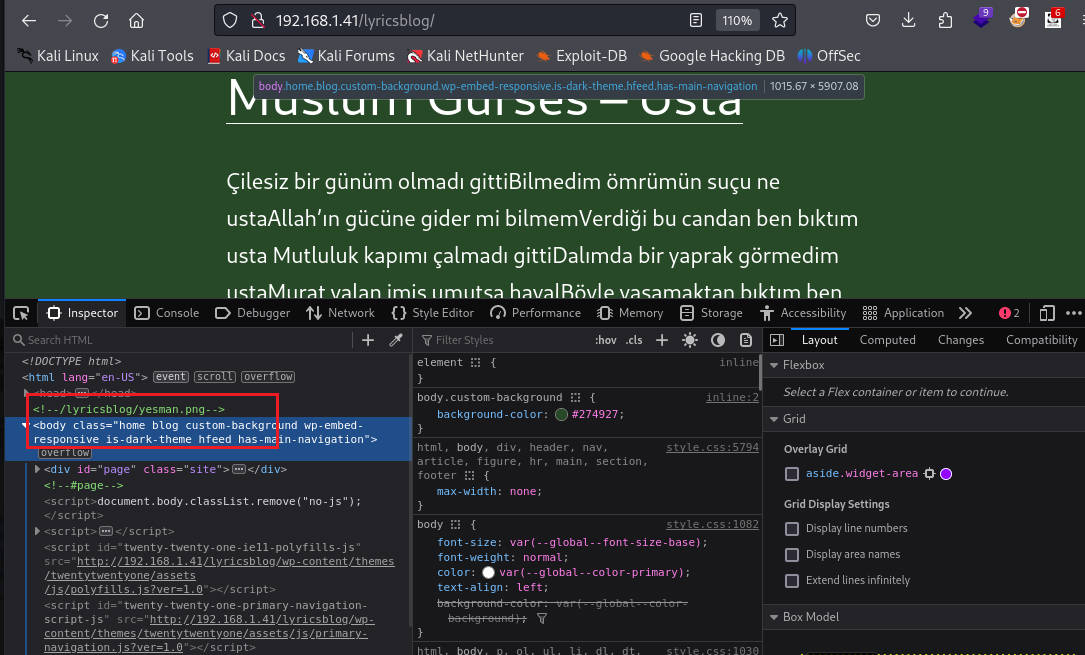 192.168.1.41/lyricsblog/
110%
9
6
Kali Linux
Kali Tools
Kali Docs
Kali Forums
Kali NetHunter
Exploit-DB
Google Hacking DB
OffSec
body.home.blog.custom-background.wp-embed-responsive.is-dark-theme.hfeed.has-main-navigation
1015.67 × 5907.08
Müslüm Gürses – Usta
Çilesiz bir günüm olmadı gittiBilmedim ömrümün suçu ne
ustaAllah’ın gücüne gider mi bilmemVerdiği bu candan ben bıktım
usta Mutluluk kapımı çalmadı gittiDalımda bir yaprak görmedim
ustaMurat yalan imiş umutsa hayalBöyle yaşamaktan bıktım ben
Inspector
Console
Debugger
Network
Style Editor
Performance
Memory
Storage
Accessibility
Application
2
Search HTML
<!DOCTYPE html>
<html lang="en-US"> event scroll overflow
<head> ••• </head>
<!--/lyricsblog/yesman.png-->
<body class="home blog custom-background wp-embed-
responsive is-dark-theme hfeed has-main-navigation">
overflow
<div id="page" class="site"> ••• </div>
<!--#page-->
<script>document.body.classList.remove("no-js");
</script>
<script> ••• </script>
<script id="twenty-twenty-one-ie11-polyfills-js"
src="http://192.168.1.41/lyricsblog/wp-content/themes
/twentytwentyone/assets
/js/polyfills.js?ver=1.0"></script>
<script id="twenty-twenty-one-primary-navigation-
script-js" src="http://192.168.1.41/lyricsblog/wp-
content/themes/twentytwentyone/assets/js/primary-
navigation.js?ver=1.0"></script>
Filter Styles
:hov .cls
element { inline
}
body.custom-background { inline:2
background-color: #274927;
}
html, body, div, header, nav, style.css:5794
article, figure, hr, main, section,
footer {
max-width: none;
}
body { style.css:1082
font-size: var(--global--font-size-base);
font-weight: normal;
color: var(--global--color-primary);
text-align: left;
background-color: var(--global--color-
background);
}
html, body, p, ol, ul, li, dl, dt, style.css:1030
Layout
Computed
Changes
Compatibility
Flexbox
Select a Flex container or item to continue.
Grid
Overlay Grid
aside.widget-area
Grid Display Settings
Display line numbers
Display area names
Extend lines infinitely
Box Model